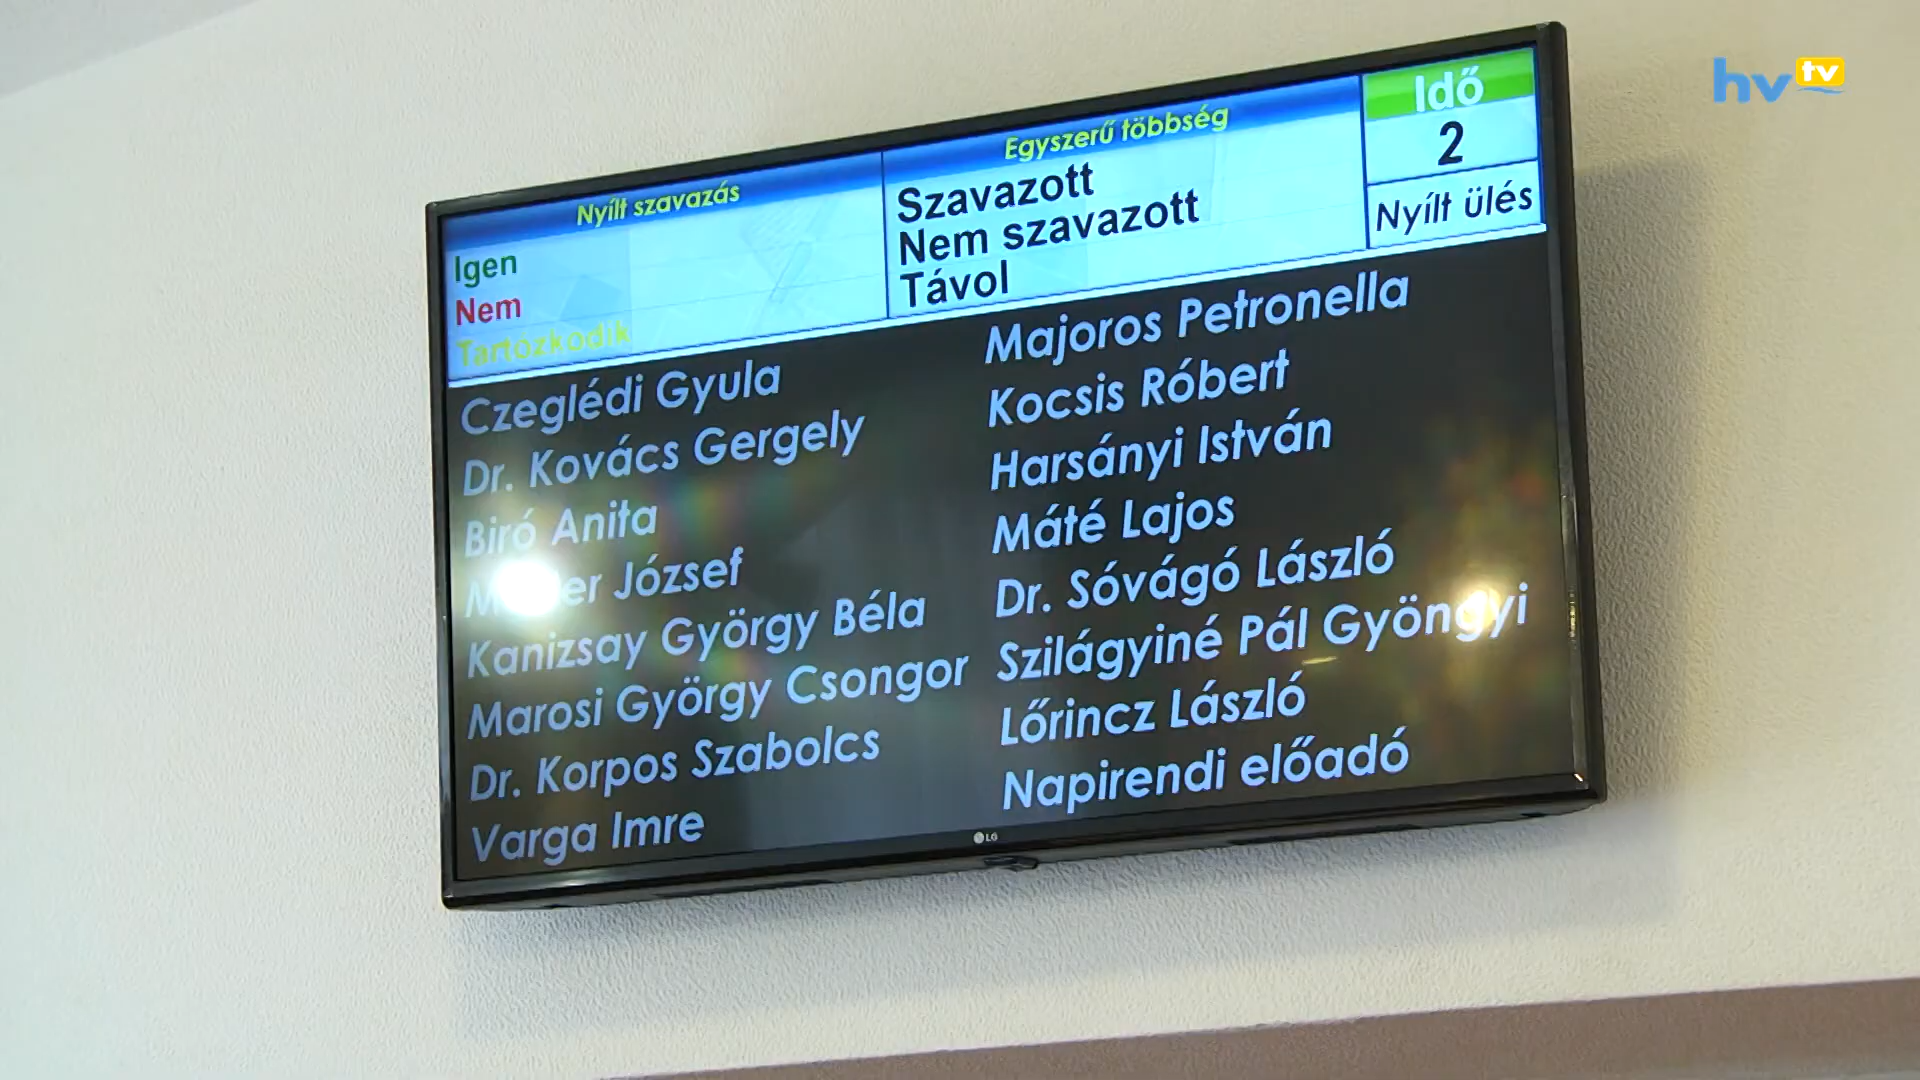 hv tv
Nyílt szavazás
Igen
Nem
Tartózkodik
Egyszerű többség
Szavazott
Nem szavazott
Távol
Idő
2
Nyílt ülés
Czeglédi Gyula
Dr. Kovács Gergely
Biró Anita
József
Kanizsay György Béla
Marosi György Csongor
Dr. Korpos Szabolcs
Varga Imre
Majoros Petronella
Kocsis Róbert
Harsányi István
Máté Lajos
Dr. Sóvágó László
Szilágyiné Pál Gyöngyi
Lőrincz László
Napirendi előadó
LG